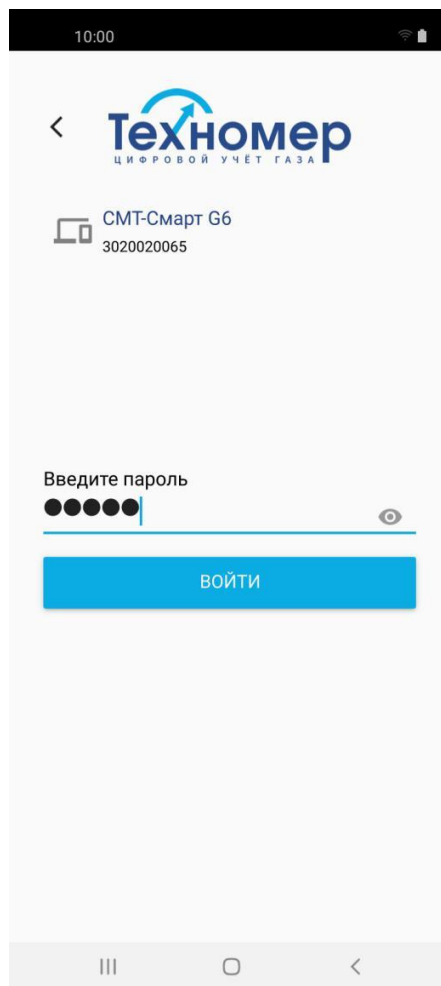 10:00
Техномер
ЦИФРОВОЙ УЧЁТ ГАЗА
СМТ-Смарт G6
3020020065
Введите пароль
ВОЙТИ